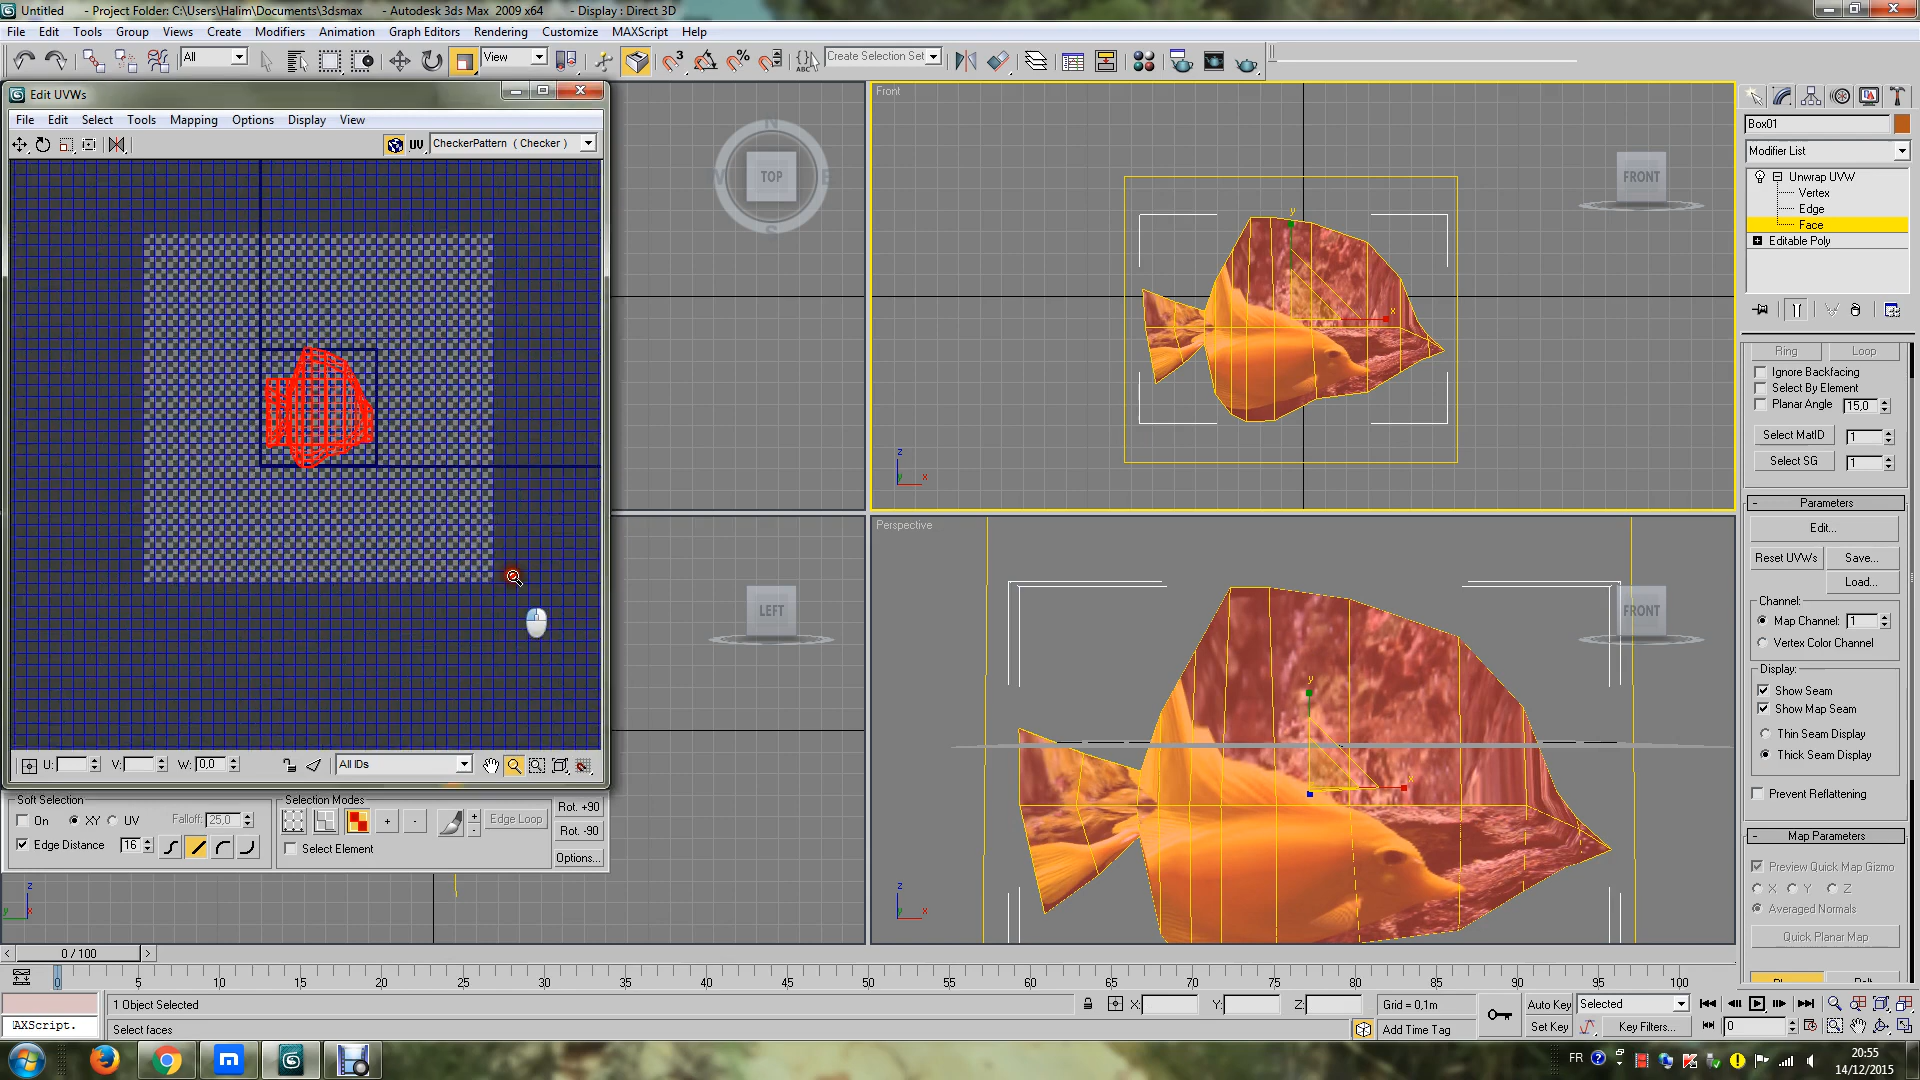 Untitled - Project Folder: C:\Users\Halim\Documents\3dsmax - Autodesk 3ds Max 2009 x64 - Display : Direct 3D
File Edit Tools Group Views Create Modifiers Animation Graph Editors Rendering Customize MAXScript Help
All View 3 % ABC Create Selection Set
Edit UVWs
File Edit Select Tools Mapping Options Display View
UV CheckerPattern ( Checker )
U: V: W: 0,0 All IDs
Soft Selection
On XY UV Falloff: 25,0
Edge Distance 16
Selection Modes
+ - + - Edge Loop
Select Element
Rot. +90
Rot. -90
Options...
N
TOP
S
Front
FRONT
y
x
z
x
LEFT
Perspective
FRONT
y
x
z
x
z
y x
Box01
Modifier List
Unwrap UVW
Vertex
Edge
Face
Editable Poly
Ring Loop
Ignore Backfacing
Select By Element
Planar Angle 15,0
Select MatID 1
Select SG 1
- Parameters
Edit...
Reset UVWs Save...
Load...
Channel:
Map Channel: 1
Vertex Color Channel
Display:
Show Seam
Show Map Seam
Thin Seam Display
Thick Seam Display
Prevent Reflattening
- Map Parameters
Preview Quick Map Gizmo
X Y Z
Averaged Normals
Quick Planar Map
< 0 / 100 >
0 5 10 15 20 25 30 35 40 45 50 55 60 65 70 75 80 85 90 95 100
1 Object Selected X: Y: Z: Grid = 0,1m Auto Key Selected
AXScript. Select faces Add Time Tag Set Key Key Filters... 0
FR 20:55
14/12/2015